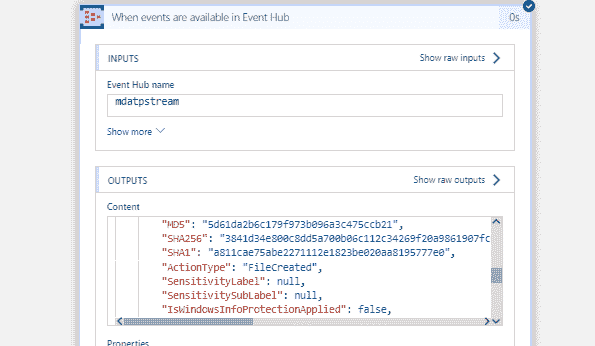 When events are available in Event Hub
0s
INPUTS
Show raw inputs
Event Hub name
mdatpstream
Show more
OUTPUTS
Show raw outputs
Content
"MD5": "5d61da2b6c179f973b096a3c475ccb21",
"SHA256": "3841d34e800c8dd5a700b06c112c34269f20a9861907fc
"SHA1": "a811cae75abe2271112e1823be020aa8195777e0",
"ActionType": "FileCreated",
"SensitivityLabel": null,
"SensitivitySubLabel": null,
"IsWindowsInfoProtectionApplied": false,
Properties